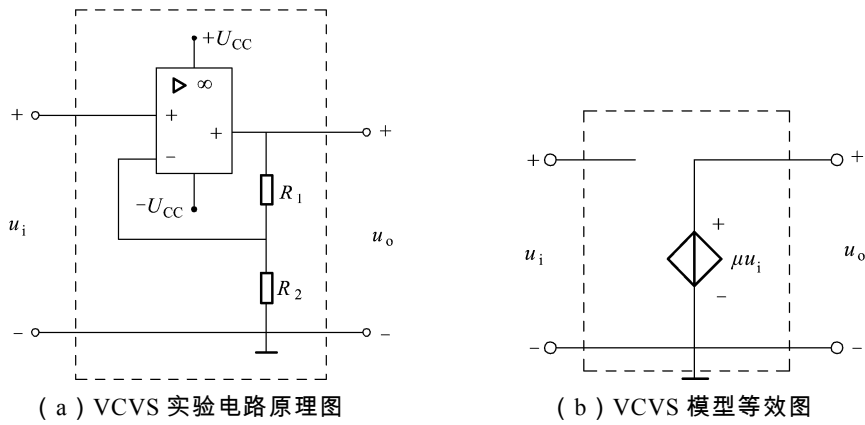 +U_CC
▷ ∞
+
+
+
+
−
R_1
−U_CC
u_i
u_o
R_2
−
−
+
+
+
u_i
μu_i
u_o
−
−
−
（a）VCVS 实验电路原理图
（b）VCVS 模型等效图